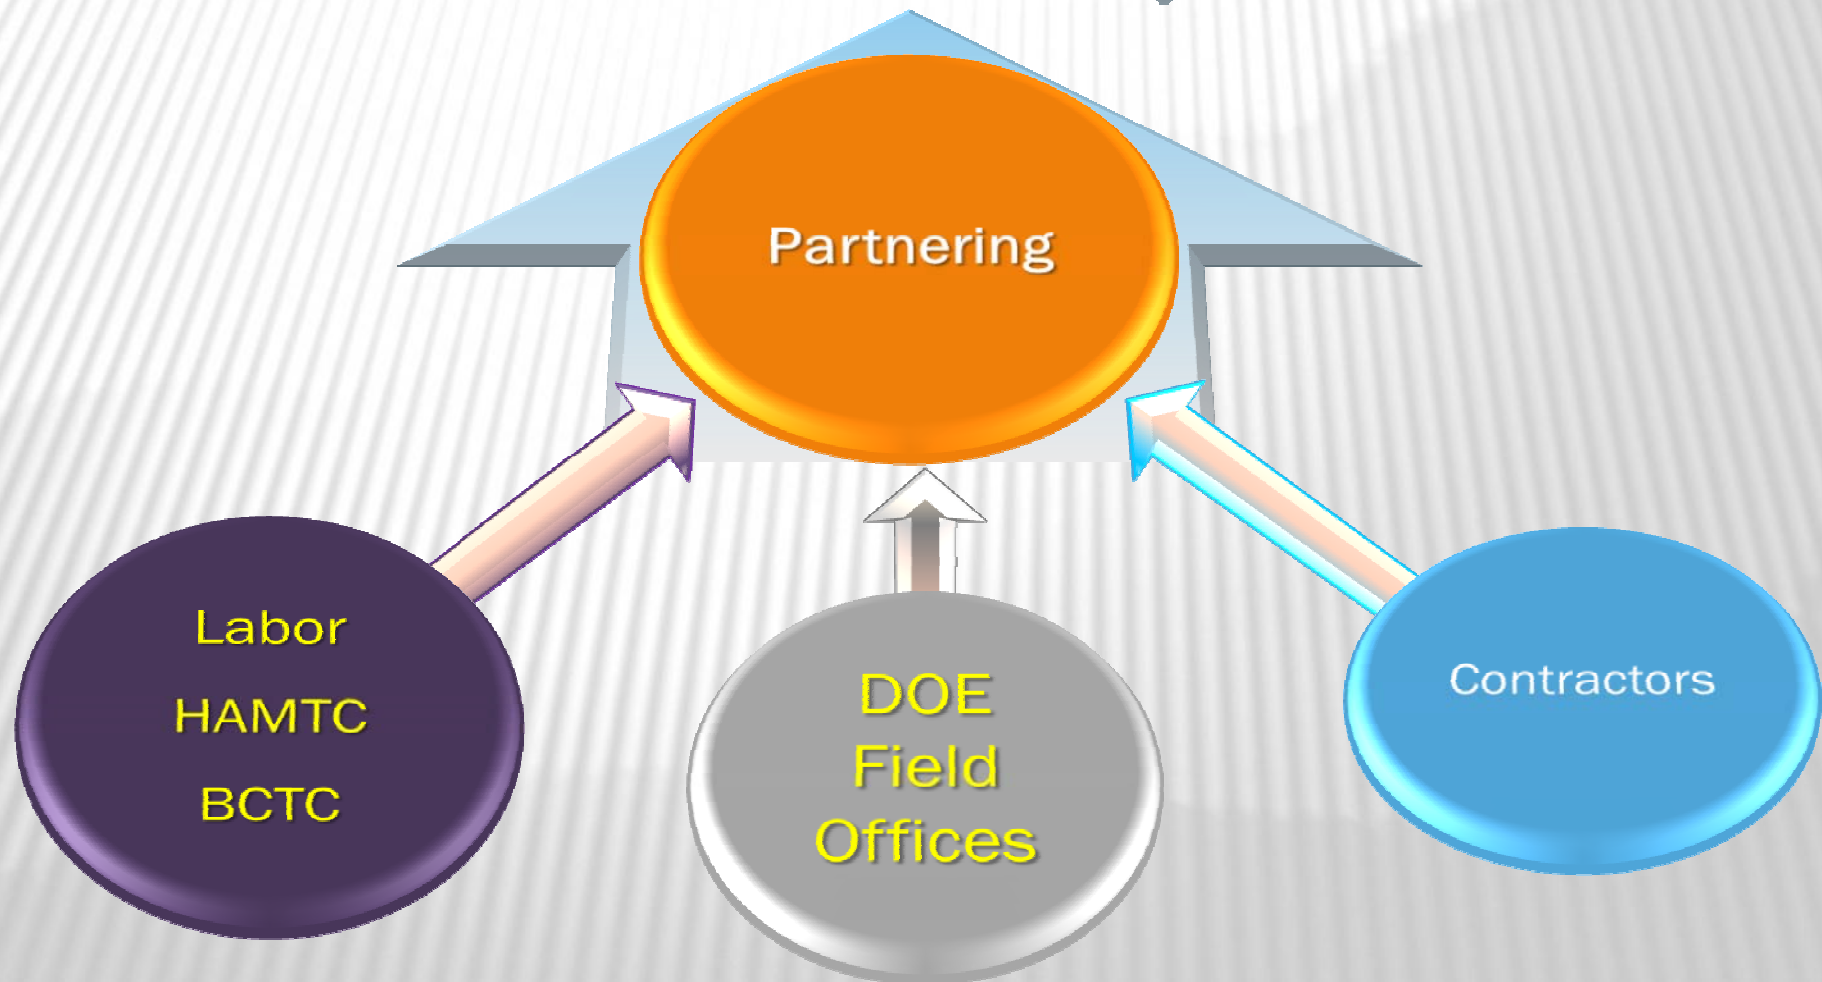 Partnering
Labor
HAMTC
BCTC
DOE
Field
Offices
Contractors